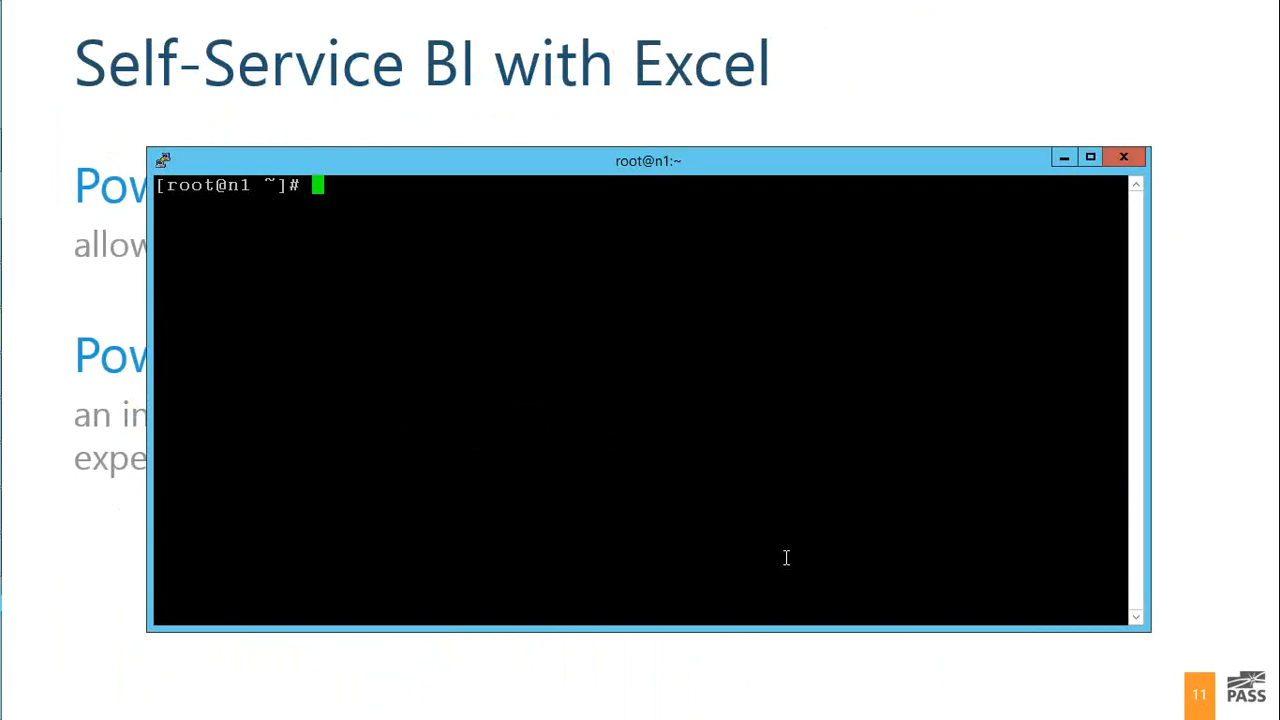 Self-Service BI with Excel
root@n1:~
[root@n1 ~]#
Pow
allow
Pow
an in
expe
11
PASS